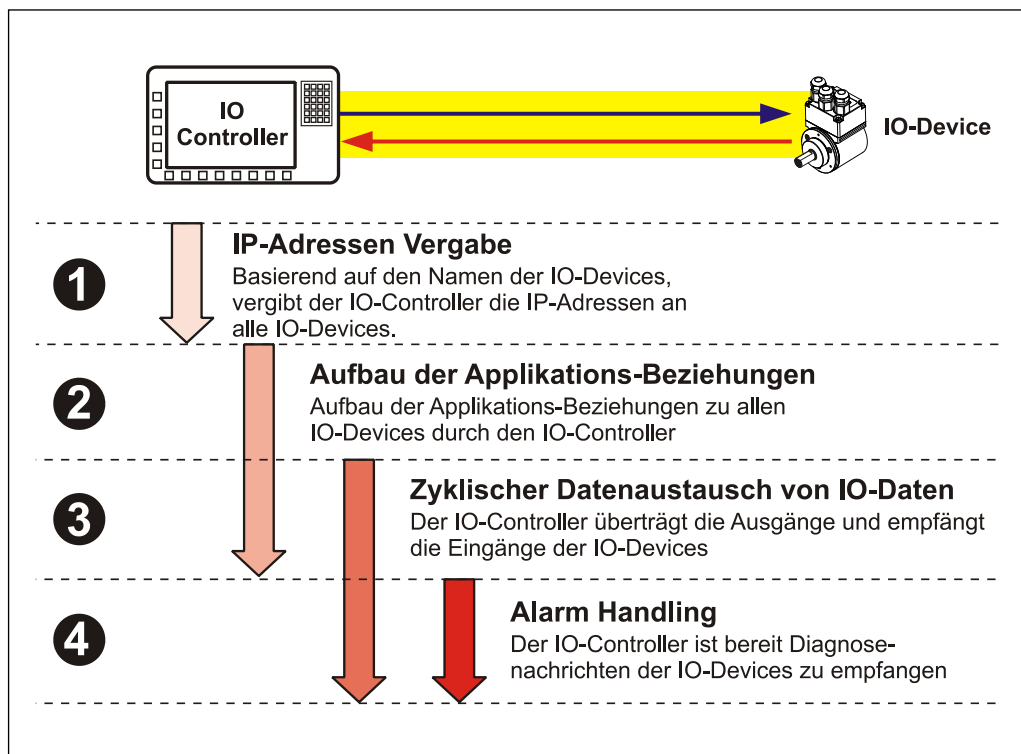 IO
Controller
IO-Device
1
IP-Adressen Vergabe
Basierend auf den Namen der IO-Devices,
vergibt der IO-Controller die IP-Adressen an
alle IO-Devices.
2
Aufbau der Applikations-Beziehungen
Aufbau der Applikations-Beziehungen zu allen
IO-Devices durch den IO-Controller
3
Zyklischer Datenaustausch von IO-Daten
Der IO-Controller überträgt die Ausgänge und empfängt
die Eingänge der IO-Devices
4
Alarm Handling
Der IO-Controller ist bereit Diagnose-
nachrichten der IO-Devices zu empfangen